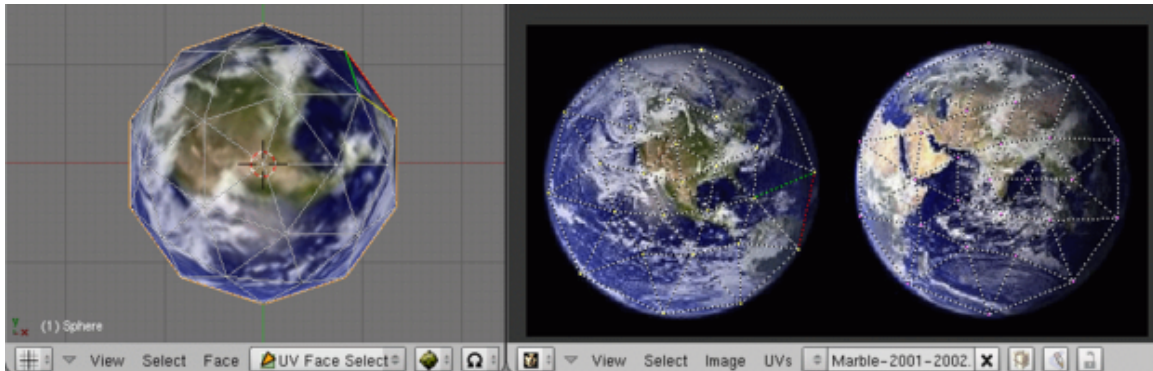 y
x
(1) Sphere
View Select Face UV Face Select
View Select Image UVs Marble-2001-2002. X